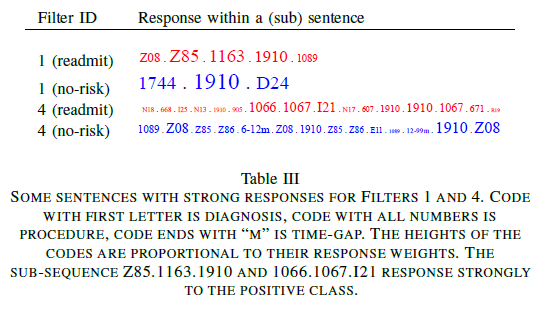 Filter ID Response within a (sub) sentence
1 (readmit) Z08 . Z85 . 1163 . 1910 . 1089
1 (no-risk) 1744 . 1910 . D24
4 (readmit) N18 . 668 . I25 . N13 . 1910 . 905 . 1066 . 1067 . I21 . N17 . 607 . 1910 . 1910 . 1067 . 671 . 819
4 (no-risk) 1089 . Z08 . Z85 . Z86 . 6-12m . Z08 . 1910 . Z85 . Z86 . E11 . 1089 . 12-99m . 1910 . Z08
Table III
SOME SENTENCES WITH STRONG RESPONSES FOR FILTERS 1 AND 4. CODE
WITH FIRST LETTER IS DIAGNOSIS, CODE WITH ALL NUMBERS IS
PROCEDURE, CODE ENDS WITH “M” IS TIME-GAP. THE HEIGHTS OF THE
CODES ARE PROPORTIONAL TO THEIR RESPONSE WEIGHTS. THE
SUB-SEQUENCE Z85.1163.1910 AND 1066.1067.I21 RESPONSE STRONGLY
TO THE POSITIVE CLASS.